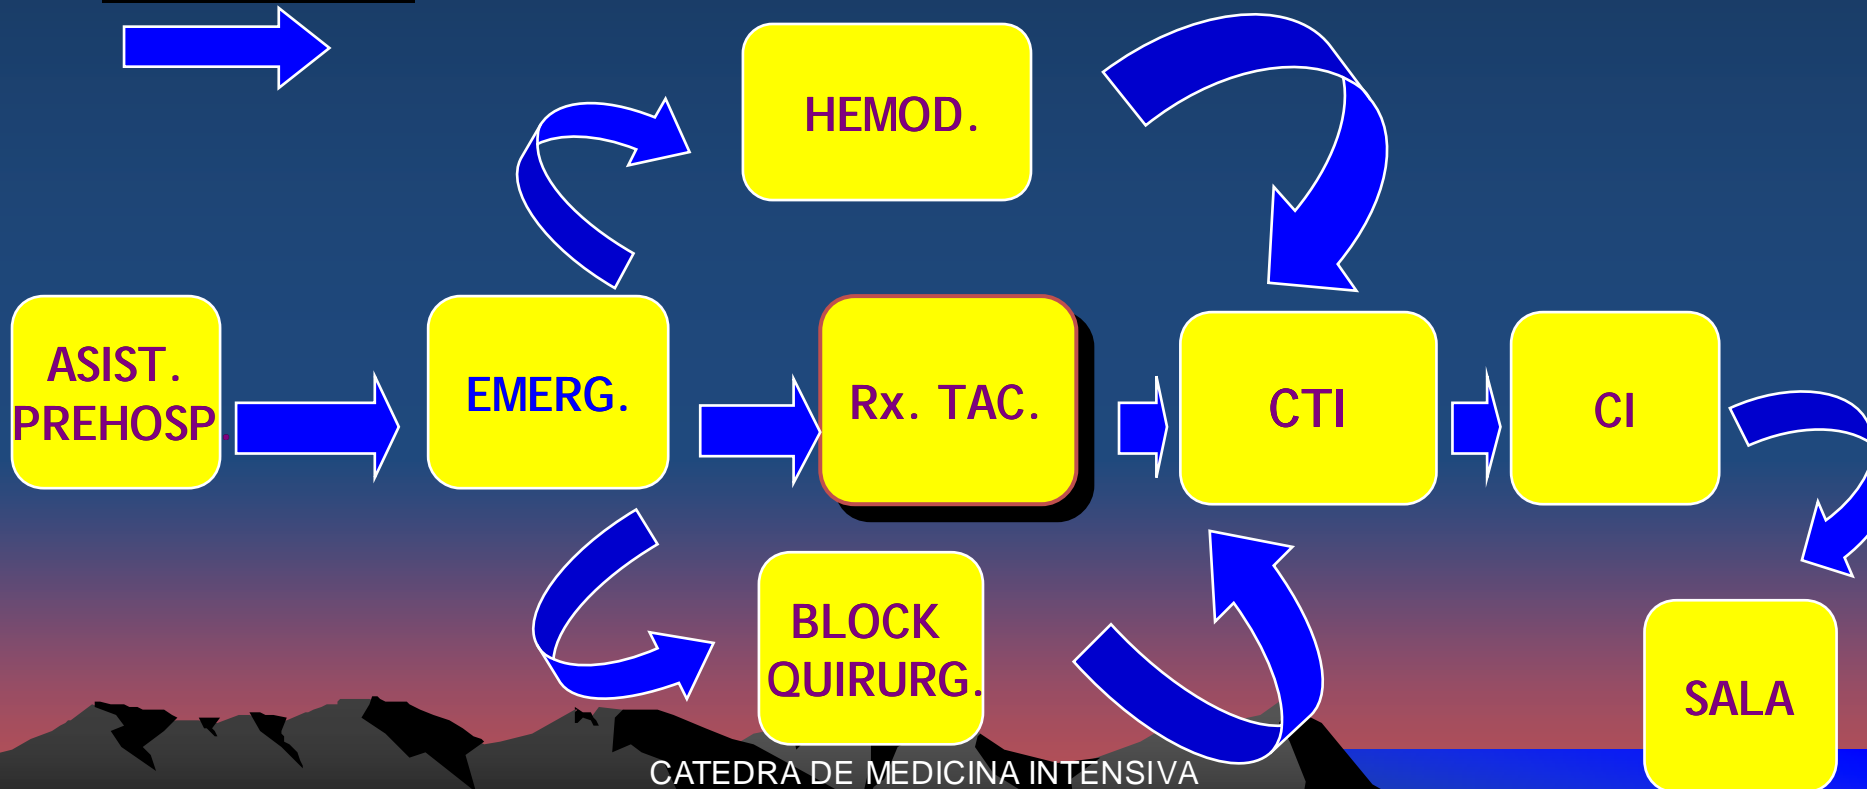 HEMOD.
ASIST.
PREHOSP.
EMERG.
Rx. TAC.
CTI
CI
BLOCK
QUIRURG.
SALA
CATEDRA DE MEDICINA INTENSIVA